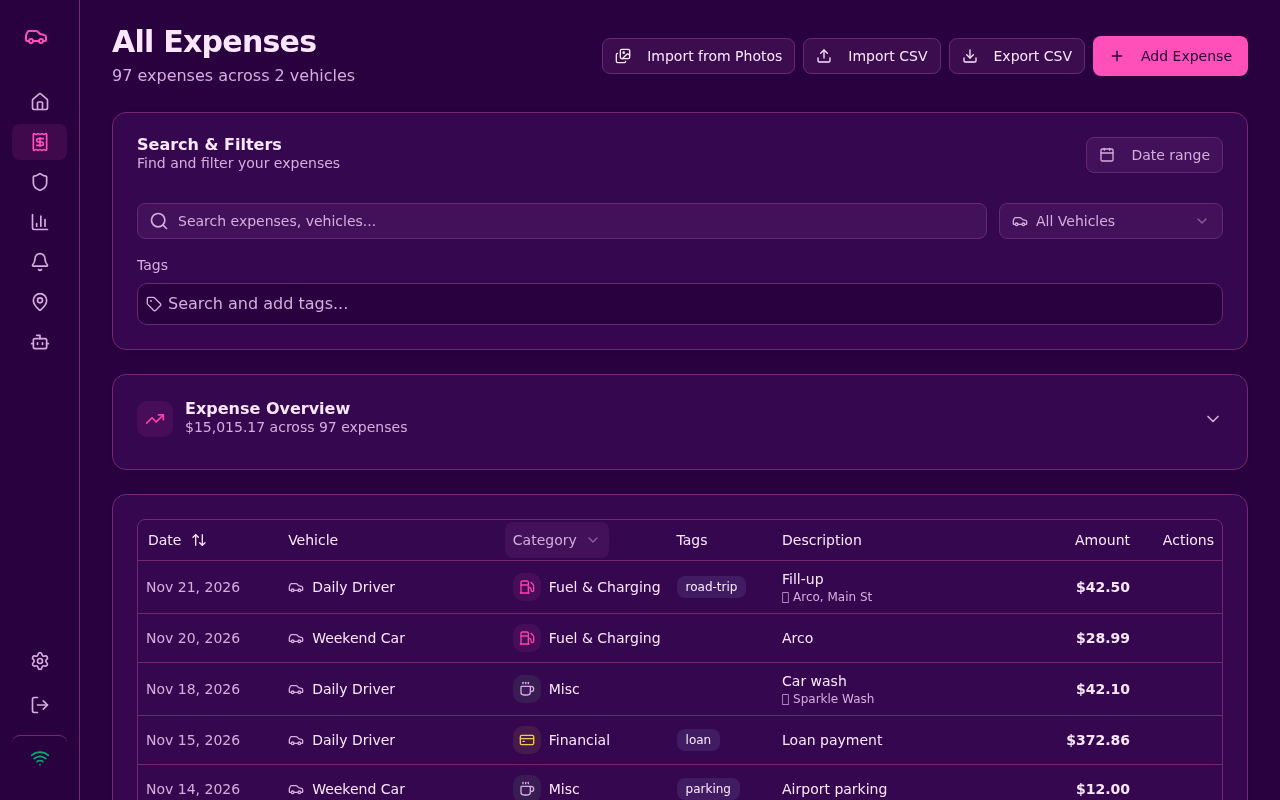 All Expenses
97 expenses across 2 vehicles
Import from Photos
Import CSV
Export CSV
Add Expense
Search & Filters
Find and filter your expenses
Date range
Search expenses, vehicles...
All Vehicles
Tags
Search and add tags...
Expense Overview
$15,015.17 across 97 expenses
Date Vehicle Category Tags Description Amount Actions
Nov 21, 2026 Daily Driver Fuel & Charging road-trip Fill-up $42.50
Arco, Main St
Nov 20, 2026 Weekend Car Fuel & Charging Arco $28.99
Nov 18, 2026 Daily Driver Misc Car wash $42.10
Sparkle Wash
Nov 15, 2026 Daily Driver Financial loan Loan payment $372.86
Nov 14, 2026 Weekend Car Misc parking Airport parking $12.00